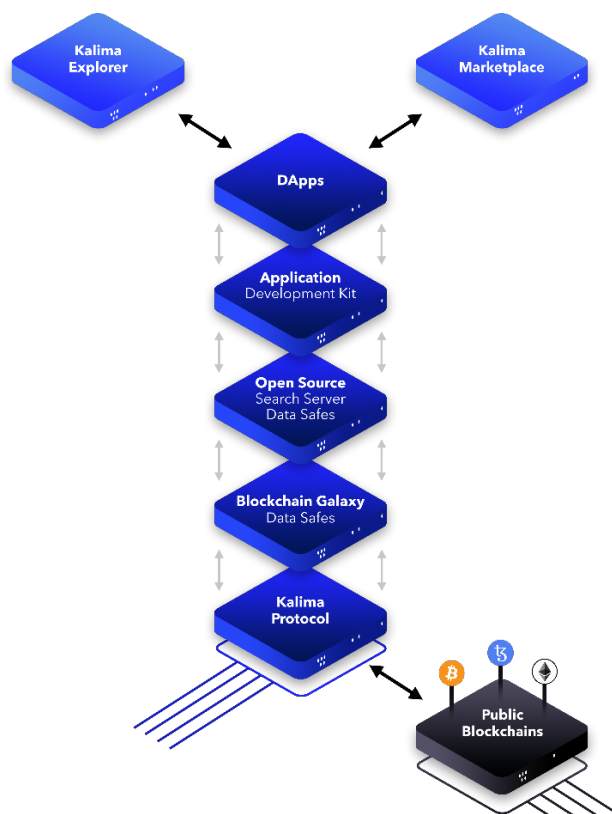 Kalima
Explorer
Kalima
Marketplace
DApps
Application
Development Kit
Open Source
Search Server
Data Safes
Blockchain Galaxy
Data Safes
Kalima
Protocol
Public
Blockchains